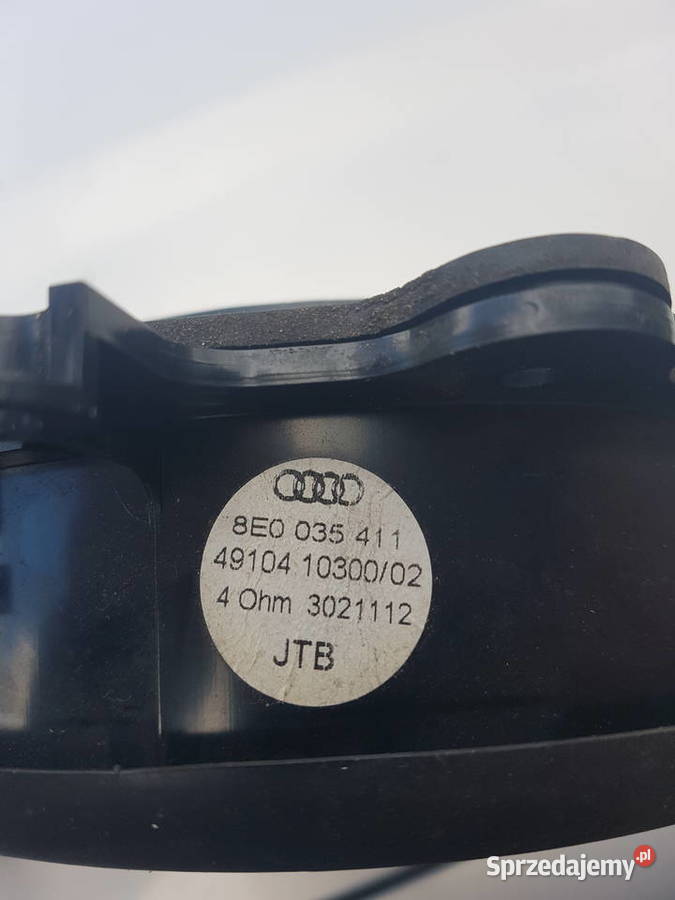 8E0 035 411
49104 10300/02
4 Ohm 3021112
JTB
Sprzedajemy.pl